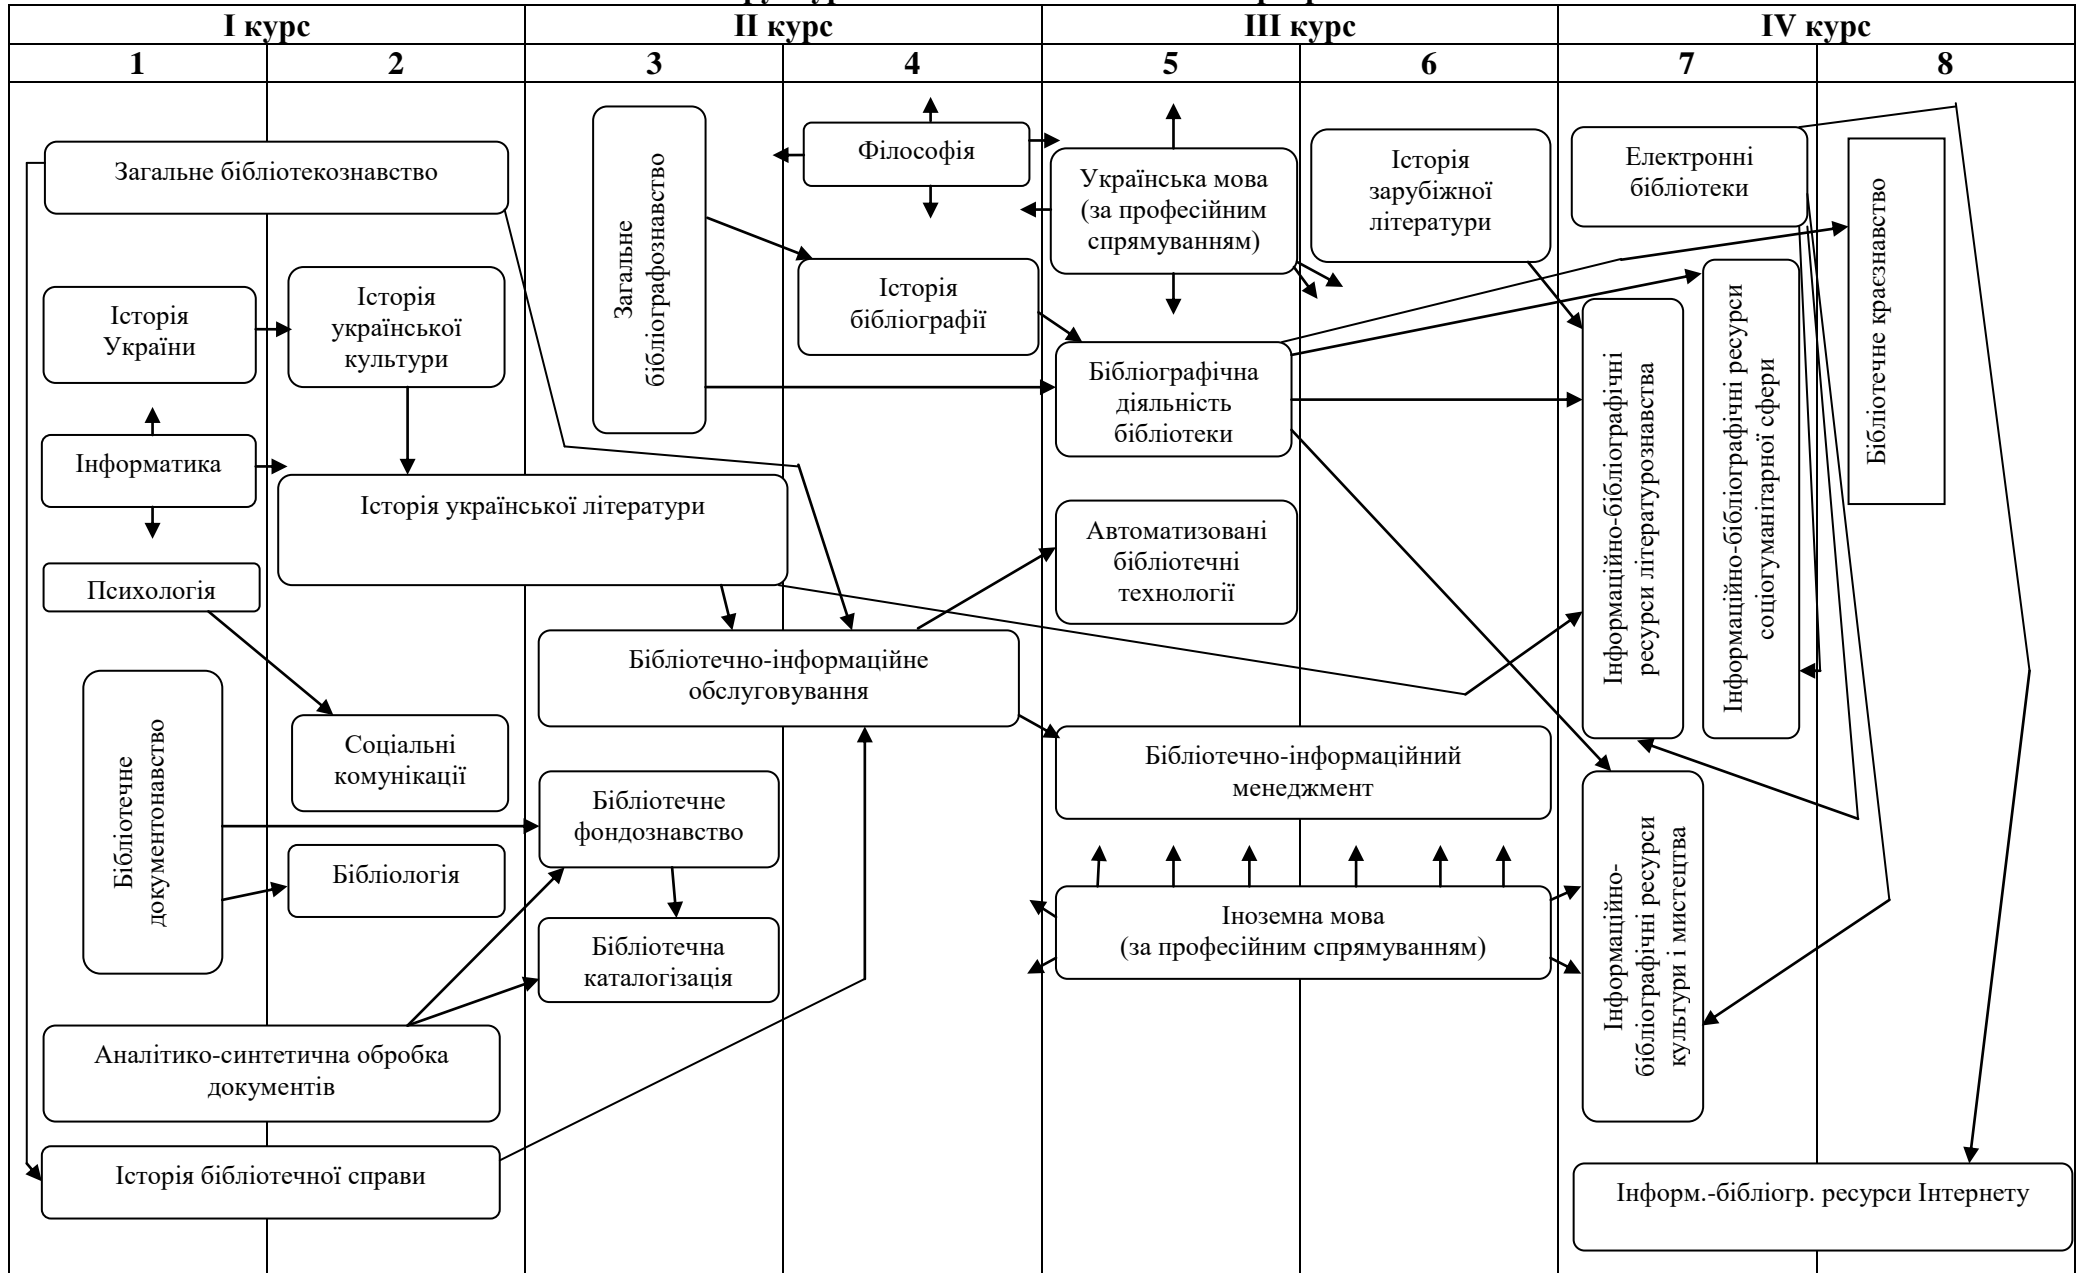 І курс
ІІ курс
ІІІ курс
ІV курс
1
2
3
4
5
6
7
8
Загальне бібліотекознавство
Історія
України
Інформатика
Психологія
Бібліотечне
документонавство
Аналітико-синтетична обробка
документів
Історія бібліотечної справи
Історія
української
культури
Історія української літератури
Соціальні
комунікації
Бібліологія
Загальне
бібліографознавство
Бібліотечно-інформаційне
обслуговування
Бібліотечне
фондознавство
Бібліотечна
каталогізація
Філософія
Історія
бібліографії
Українська мова
(за професійним
спрямуванням)
Бібліографічна
діяльність
бібліотеки
Автоматизовані
бібліотечні
технології
Бібліотечно-інформаційний
менеджмент
Іноземна мова
(за професійним спрямуванням)
Історія
зарубіжної
літератури
Електронні
бібліотеки
Інформаційно-бібліографічні
ресурси літературознавства
Інформаційно-бібліографічні ресурси
соціогуманітарної сфери
Інформаційно-
бібліографічні ресурси
культури і мистецтва
Бібліотечне краєзнавство
Інформ.-бібліогр. ресурси Інтернету